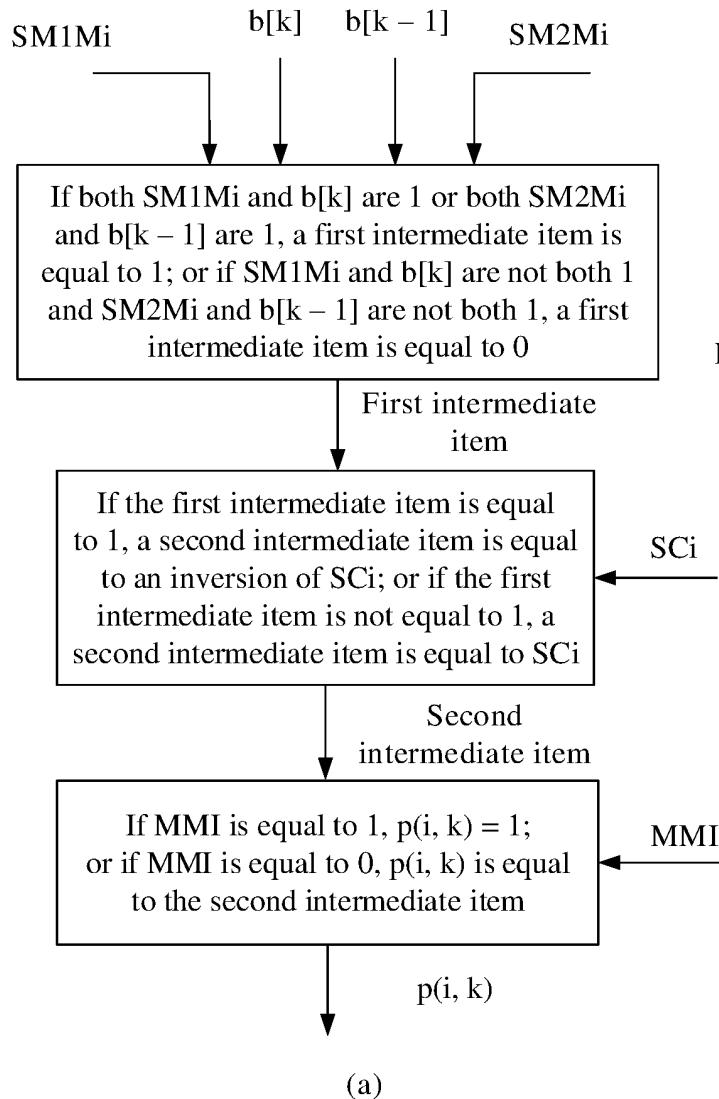 SM1Mi
b[k]
b[k – 1]
SM2Mi
If both SM1Mi and b[k] are 1 or both SM2Mi
and b[k – 1] are 1, a first intermediate item is
equal to 1; or if SM1Mi and b[k] are not both 1
and SM2Mi and b[k – 1] are not both 1, a first
intermediate item is equal to 0
First intermediate
item
If the first intermediate item is equal
to 1, a second intermediate item is equal
to an inversion of SCi; or if the first
intermediate item is not equal to 1, a
second intermediate item is equal to SCi
SCi
Second
intermediate item
If MMI is equal to 1, p(i, k) = 1;
or if MMI is equal to 0, p(i, k) is equal
to the second intermediate item
MMI
p(i, k)
(a)